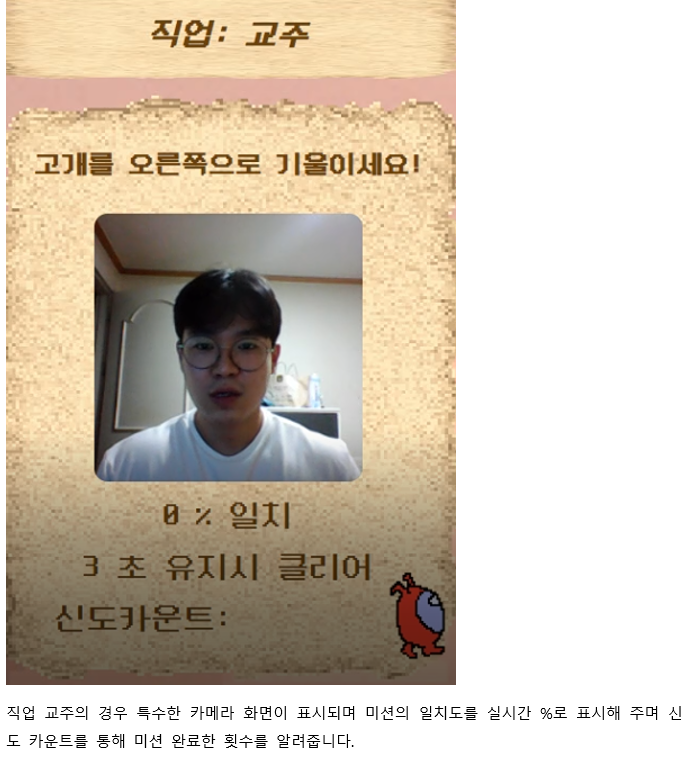 직업: 교주
고개를 오른쪽으로 기울이세요!
0 % 일치
3 초 유지시 클리어
신도카운트:
직업 교주의 경우 특수한 카메라 화면이 표시되며 미션의 일치도를 실시간 %로 표시해 주며 신
도 카운트를 통해 미션 완료한 횟수를 알려줍니다.